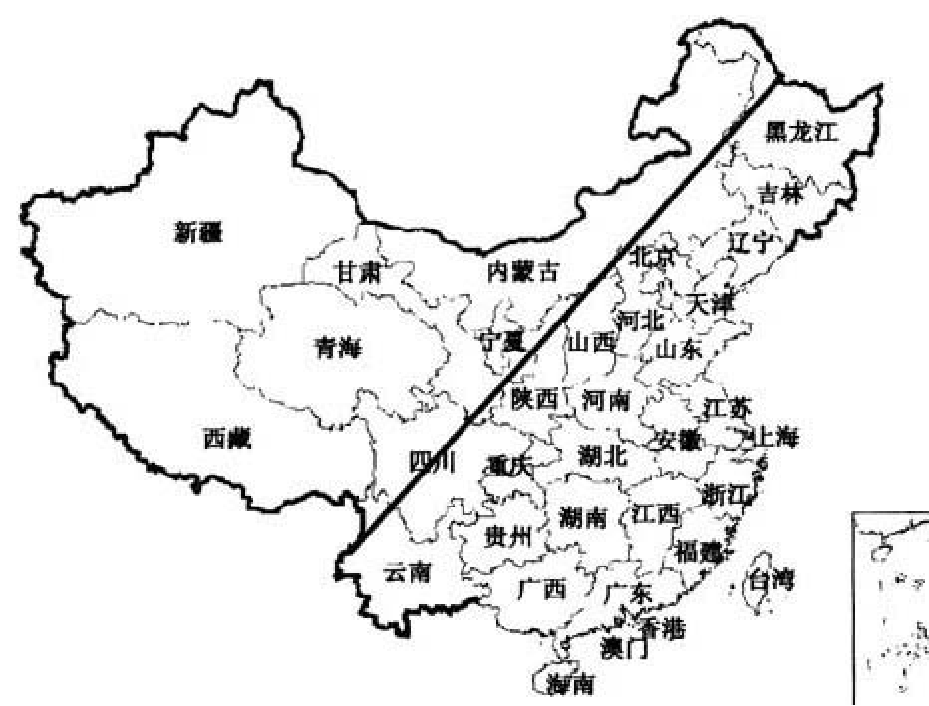 黑龙江
吉林
新疆
辽宁
北京
甘肃
内蒙古
天津
河北
宁夏
山西
青海
山东
陕西
河南
江苏
西藏
安徽
上海
四川
重庆
湖北
浙江
湖南
江西
贵州
福建
云南
台湾
广西
广东
香港
澳门
海南